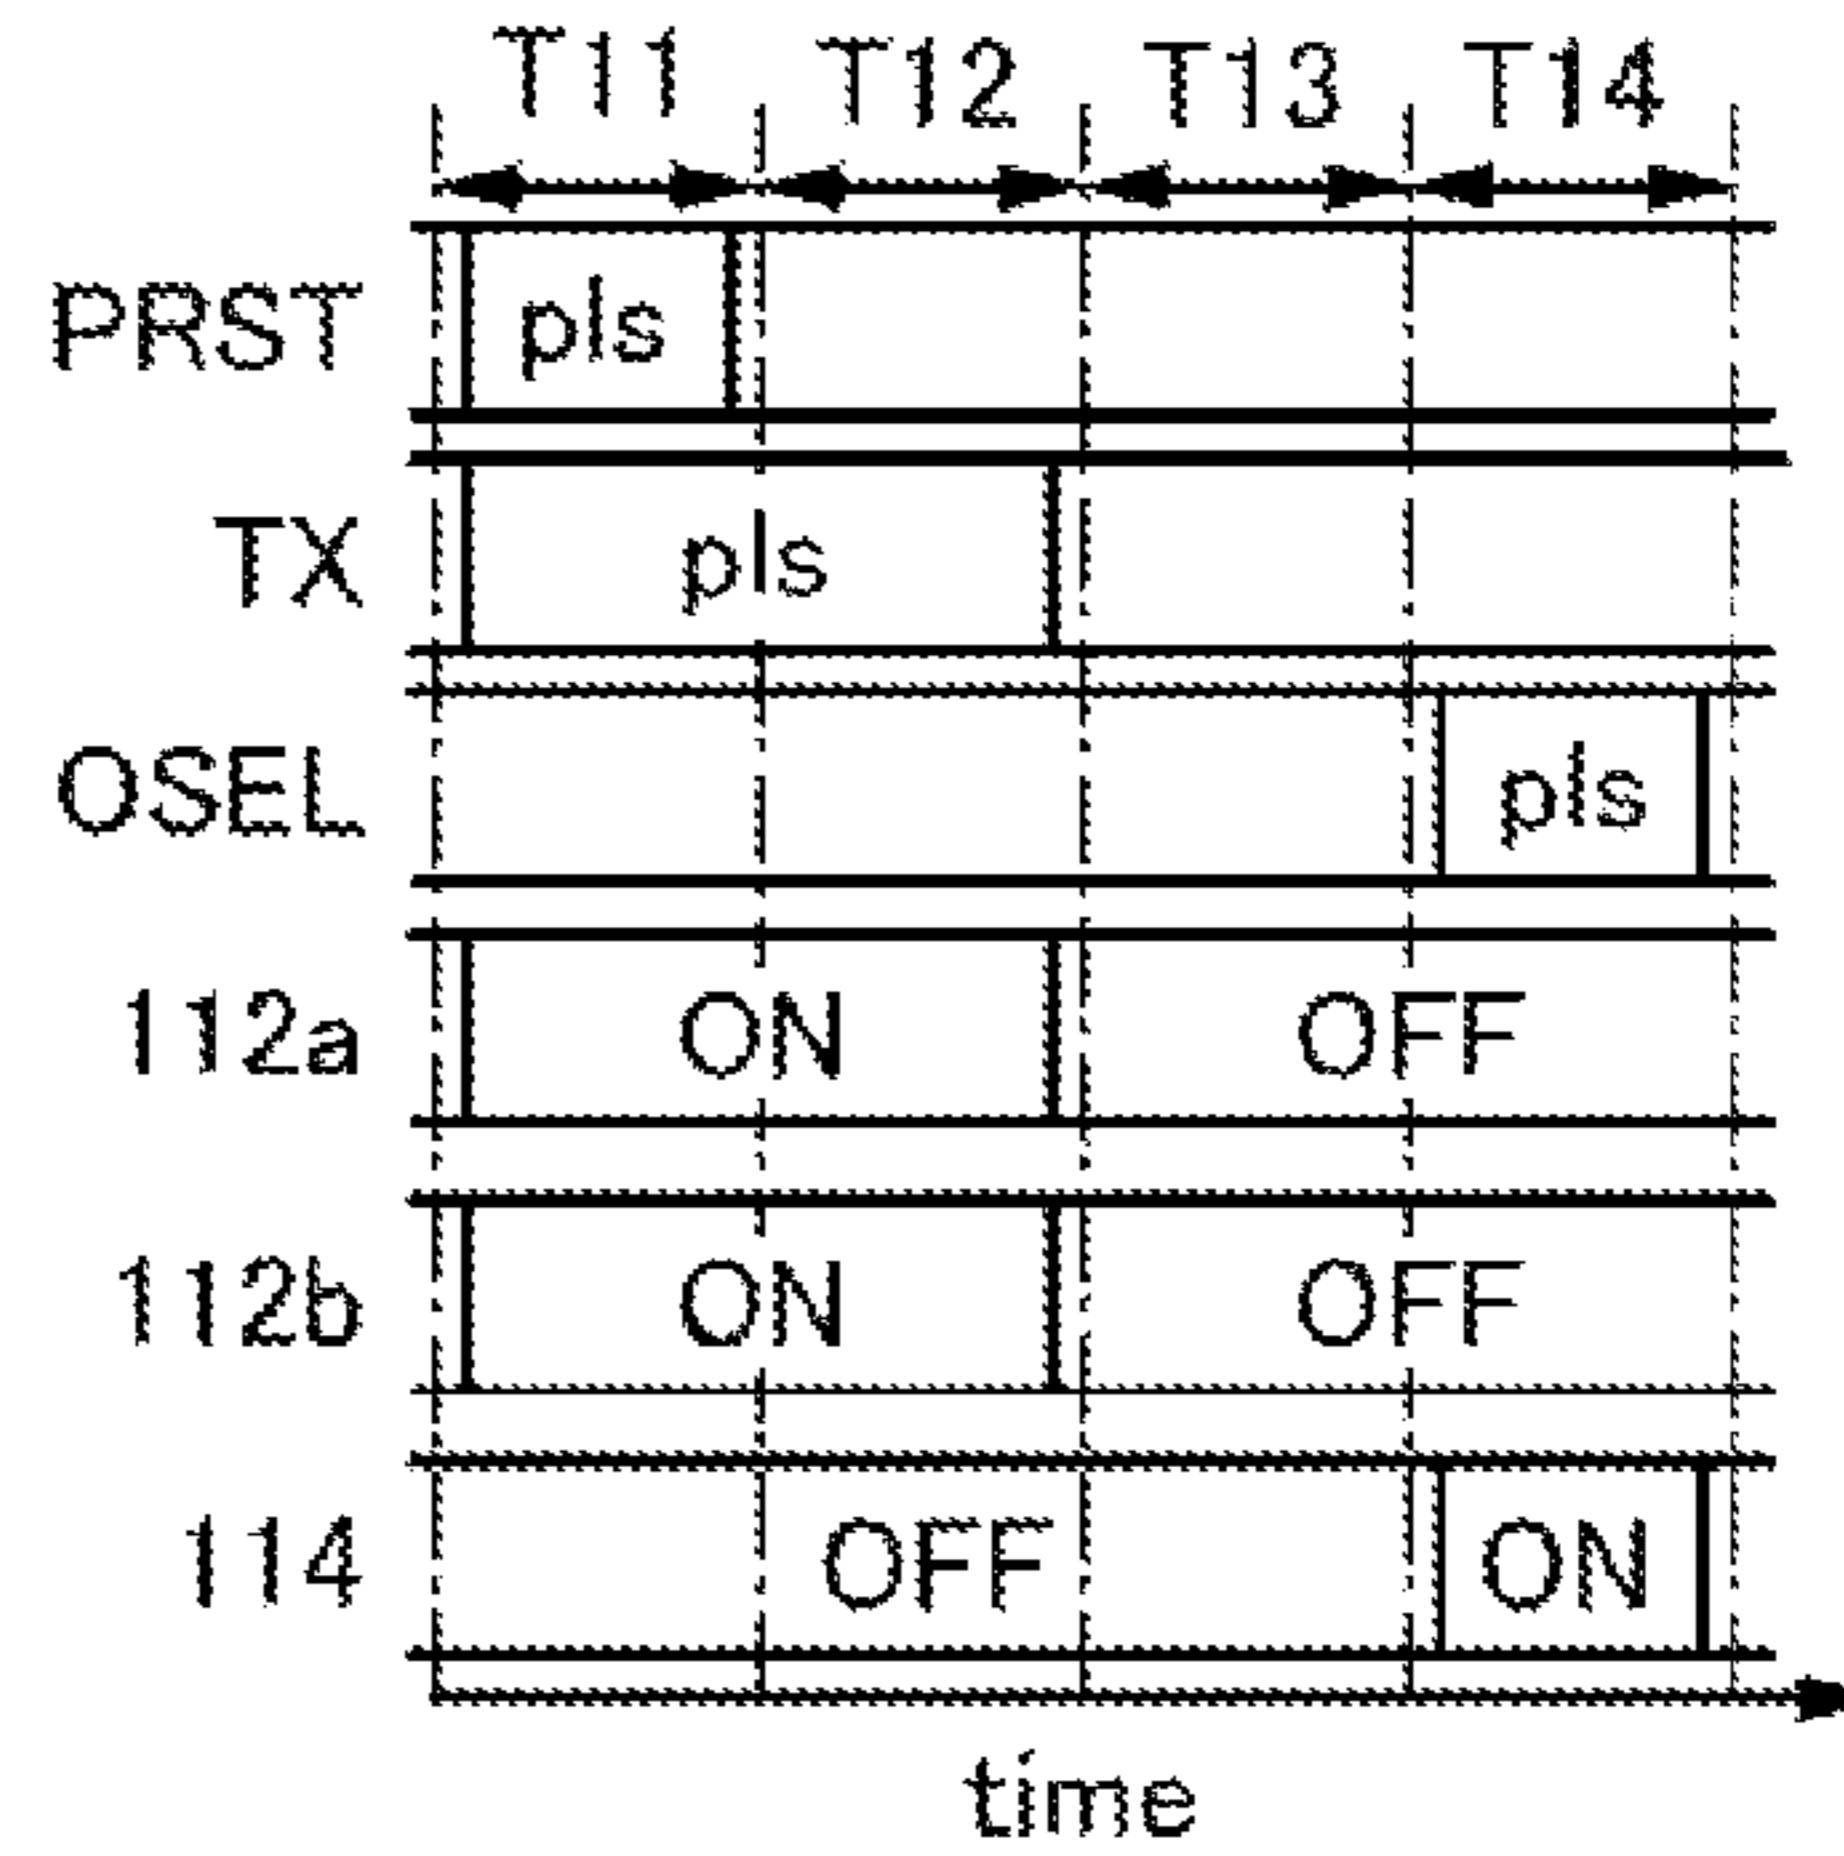 T11 T12 T13 T14
PRST pls
TX pls
OSEL pls
112a ON OFF
112b ON OFF
114 OFF ON
time